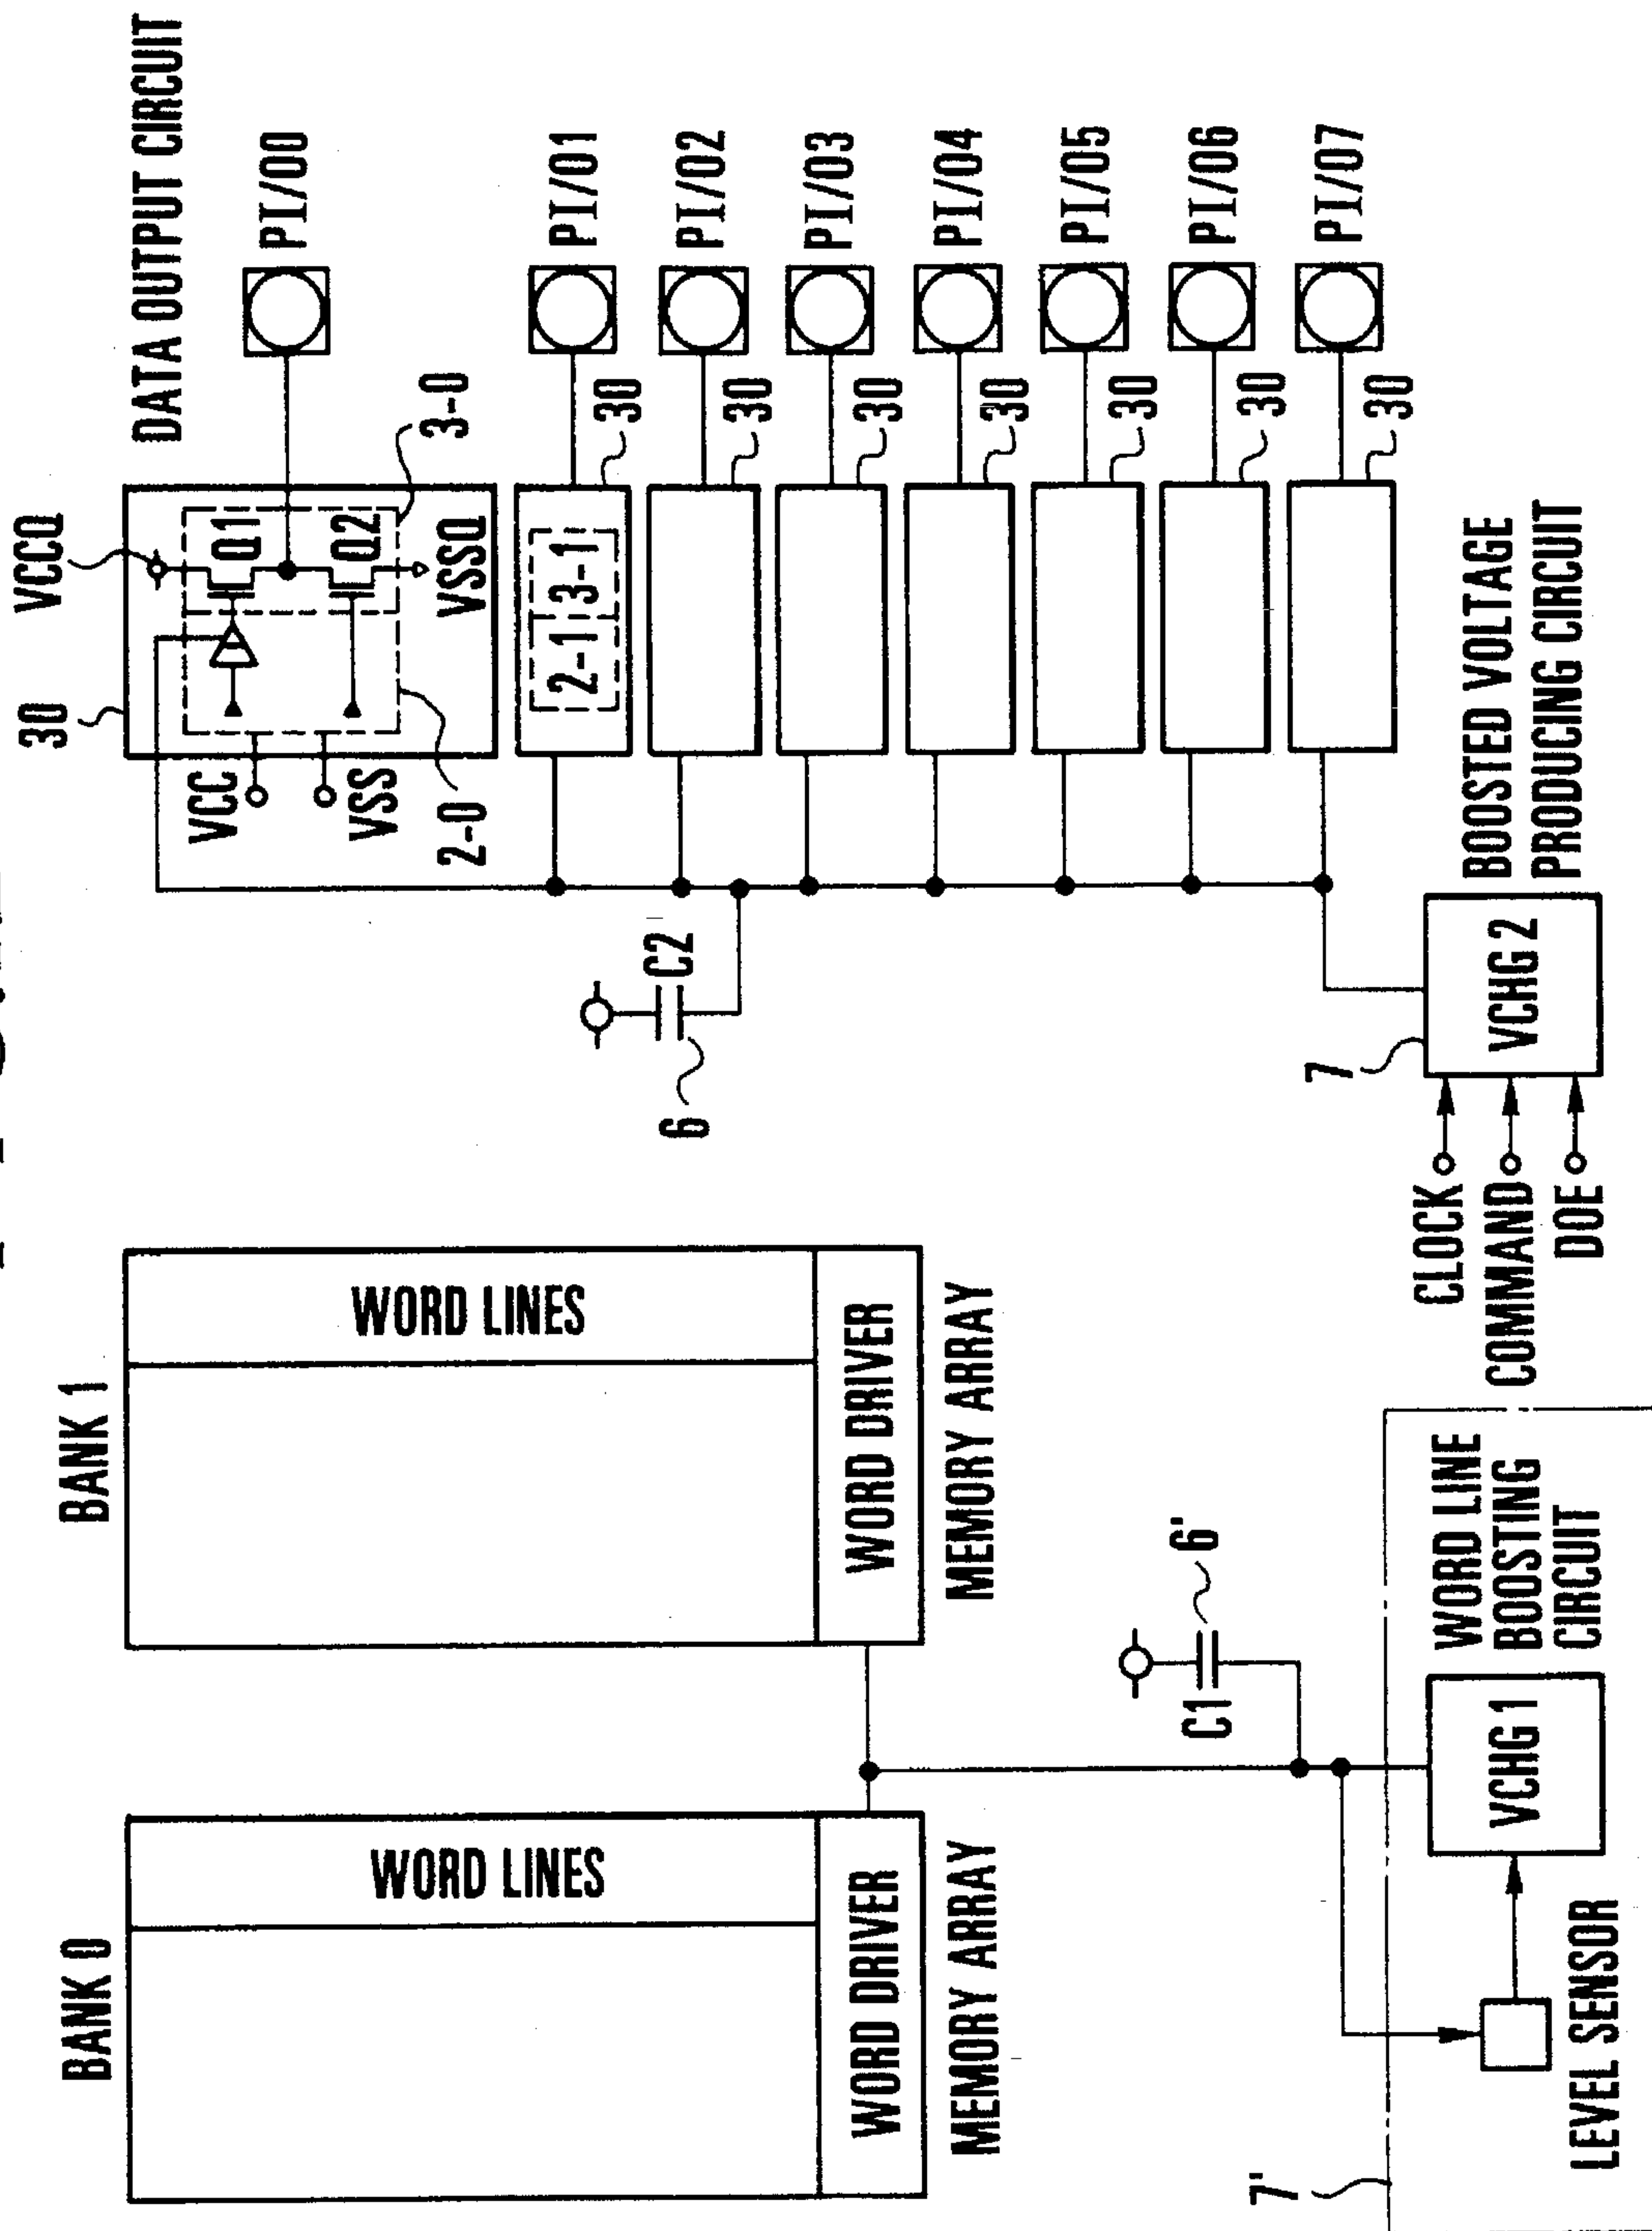 BANK 0
WORD LINES
WORD DRIVER
MEMORY ARRAY
BANK 1
WORD LINES
WORD DRIVER
MEMORY ARRAY
C1
6'
7'
LEVEL SENSOR
VCHG 1
WORD LINE
BOOSTING
CIRCUIT
30
VCCQ
DATA OUTPUT CIRCUIT
VCC
VSS
2-0
Q1
Q2
VSSQ
3-0
PI/00
2-1
3-1
30
PI/01
30
PI/02
30
PI/03
30
PI/04
30
PI/05
30
PI/06
30
PI/07
6
C2
7
CLOCK
COMMAND
DOE
VCHG 2
BOOSTED VOLTAGE
PRODUCING CIRCUIT